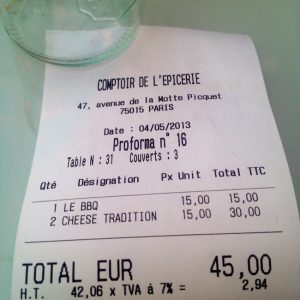 COMPTOIR DE L'EPICERIE
47, avenue de la Motte Picquet
75015 PARIS
Date : 04/05/2013
Proforma n° 16
Table N : 31 Couverts : 3
Qté Désignation Px Unit Total TTC
1 LE BBQ 15,00 15,00
2 CHEESE TRADITION 15,00 30,00
TOTAL EUR 45,00
H.T. 42,06 x TVA à 7% = 2,94